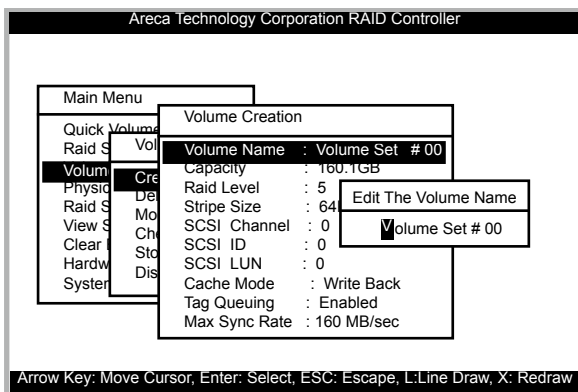 Areca Technology Corporation RAID Controller
Main Menu
Quick Volume
Raid S
Volum
Physic
Raid S
View S
Clear
Hardw
System
Vol
Cre
Del
Mo
Che
Sto
Dis
Volume Creation
Volume Name : Volume Set # 00
Capacity : 160.1GB
Raid Level : 5
Stripe Size : 64
SCSI Channel : 0
SCSI ID : 0
SCSI LUN : 0
Cache Mode : Write Back
Tag Queuing : Enabled
Max Sync Rate : 160 MB/sec
Edit The Volume Name
Volume Set # 00
Arrow Key: Move Cursor, Enter: Select, ESC: Escape, L:Line Draw, X: Redraw